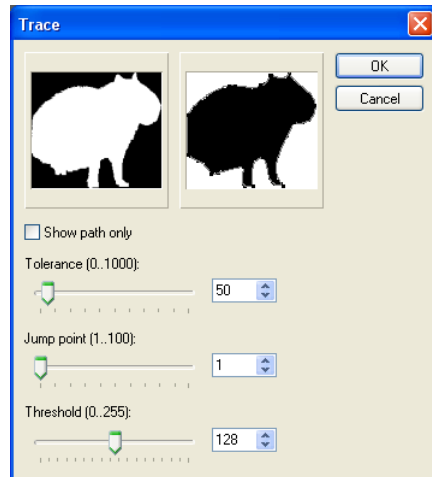 Trace
OK
Cancel
Show path only
Tolerance (0..1000):
50
Jump point (1..100):
1
Threshold (0..255):
128